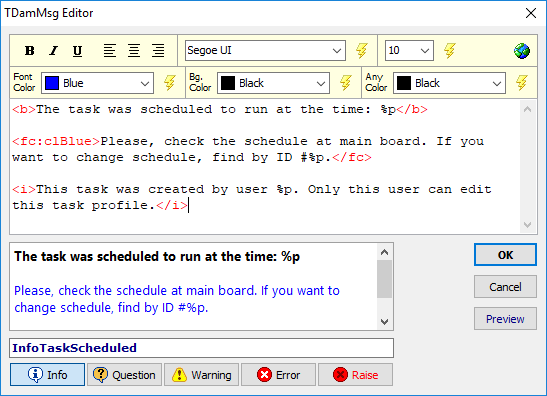 TDamMsg Editor
B I U Segoe UI 10
Font Color Blue Bg. Color Black Any Color Black
<b>The task was scheduled to run at the time: %p</b>
<fc:clBlue>Please, check the schedule at main board. If you
want to change schedule, find by ID #%p.</fc>
<i>This task was created by user %p. Only this user can edit
this task profile.</i>
The task was scheduled to run at the time: %p
Please, check the schedule at main board. If you want to
change schedule, find by ID #%p.
OK
Cancel
Preview
InfoTaskScheduled
Info Question Warning Error Raise